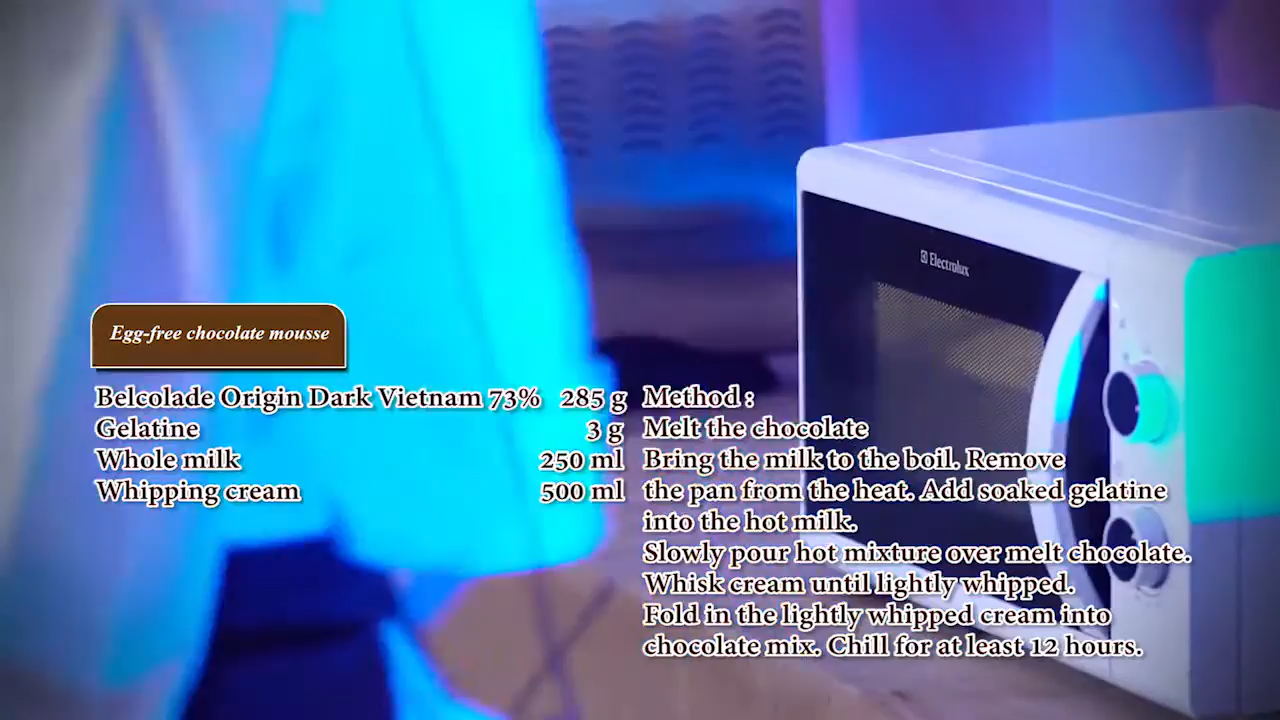 Electrolux
Egg-free chocolate mousse
Belcolade Origin Dark Vietnam 73% 285 g
Gelatine 3 g
Whole milk 250 ml
Whipping cream 500 ml
Method :
Melt the chocolate
Bring the milk to the boil. Remove
the pan from the heat. Add soaked gelatine
into the hot milk.
Slowly pour hot mixture over melt chocolate.
Whisk cream until lightly whipped.
Fold in the lightly whipped cream into
chocolate mix. Chill for at least 12 hours.